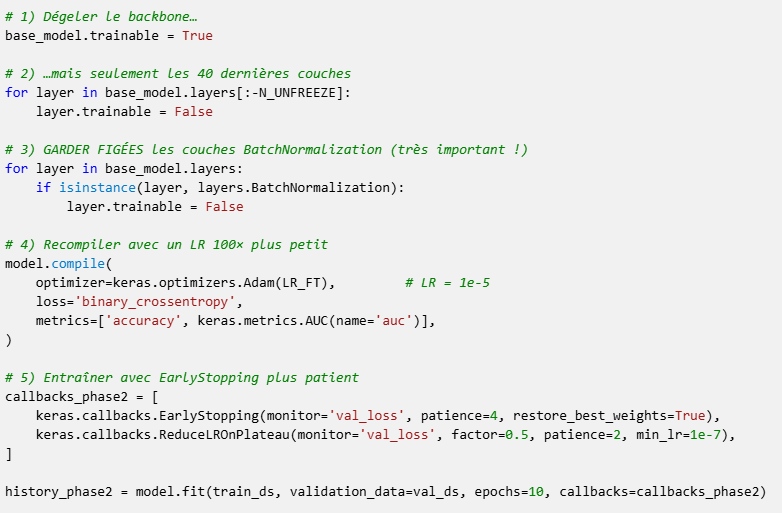 # 1) Dégeler le backbone…
base_model.trainable = True
# 2) …mais seulement les 40 dernières couches
for layer in base_model.layers[:-N_UNFREEZE]:
    layer.trainable = False
# 3) GARDER FIGÉES les couches BatchNormalization (très important !)
for layer in base_model.layers:
    if isinstance(layer, layers.BatchNormalization):
        layer.trainable = False
# 4) Recompiler avec un LR 100× plus petit
model.compile(
    optimizer=keras.optimizers.Adam(LR_FT),         # LR = 1e-5
    loss='binary_crossentropy',
    metrics=['accuracy', keras.metrics.AUC(name='auc')],
)
# 5) Entraîner avec EarlyStopping plus patient
callbacks_phase2 = [
    keras.callbacks.EarlyStopping(monitor='val_loss', patience=4, restore_best_weights=True),
    keras.callbacks.ReduceLROnPlateau(monitor='val_loss', factor=0.5, patience=2, min_lr=1e-7),
]
history_phase2 = model.fit(train_ds, validation_data=val_ds, epochs=10, callbacks=callbacks_phase2)